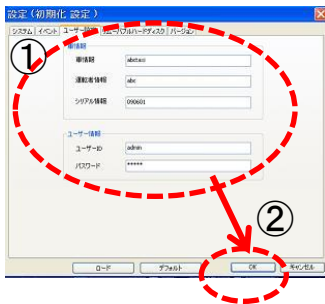 設定 (初期化 設定)
システム イベント ユーザー
ーバブルハードディスク バージョン
①
車情報
車情報 abctaxi
運転者情報 abc
シリアル情報 090601
ユーザー情報
ユーザーID admin
パスワード *****
②
ロード デフォルト OK キャンセル